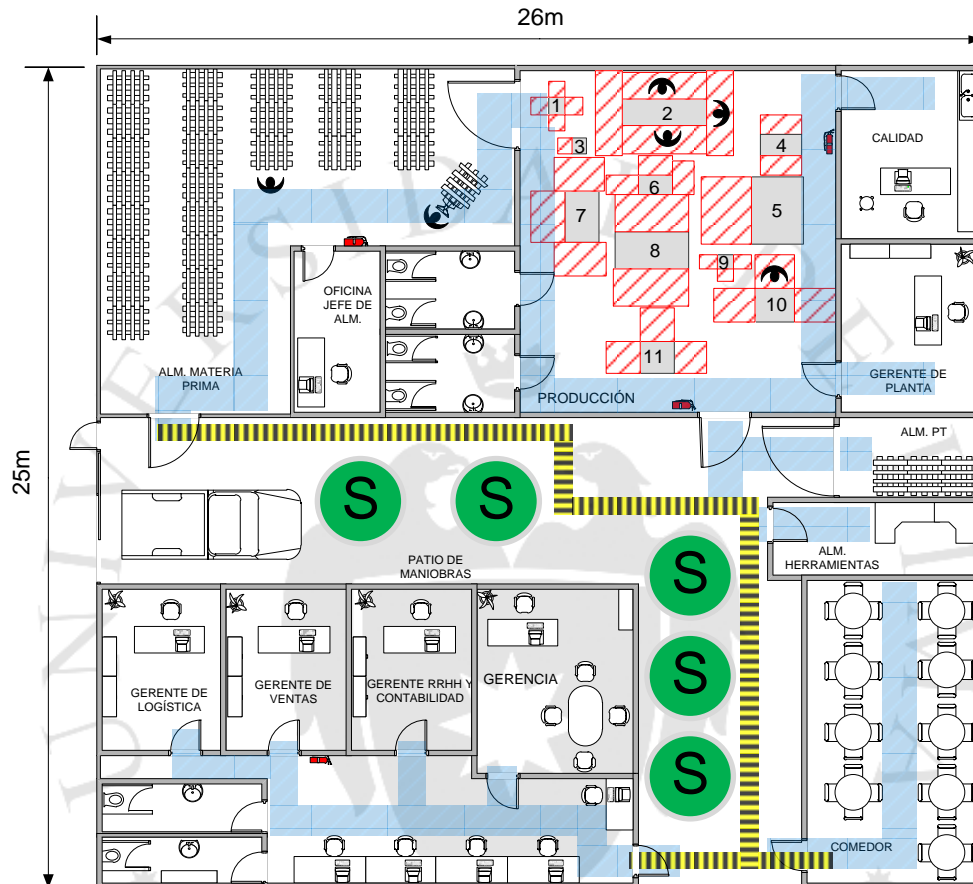 26m
25m
1
2
3
4
5
6
7
8
9
10
11
CALIDAD
OFICINA
JEFE DE
ALM.
ALM. MATERIA
PRIMA
PRODUCCIÓN
GERENTE DE
PLANTA
ALM. PT
S
S
S
S
S
PATIO DE
MANIOBRAS
ALM.
HERRAMIENTAS
GERENTE DE
LOGÍSTICA
GERENTE DE
VENTAS
GERENTE RRHH Y
CONTABILIDAD
GERENCIA
COMEDOR